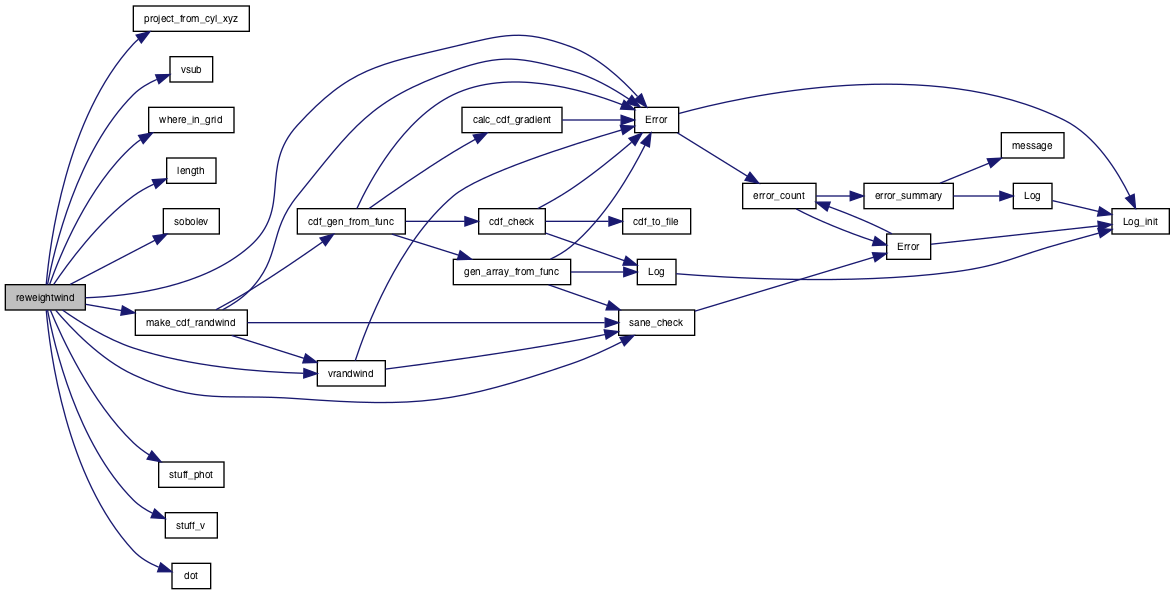 project_from_cyl_xyz
vsub
where_in_grid
length
sobolev
reweightwind
make_cdf_randwind
vrandwind
stuff_phot
stuff_v
dot
cdf_gen_from_func
calc_cdf_gradient
cdf_check
gen_array_from_func
Error
cdf_to_file
Log
sane_check
error_count
error_summary
Error
message
Log
Log_init